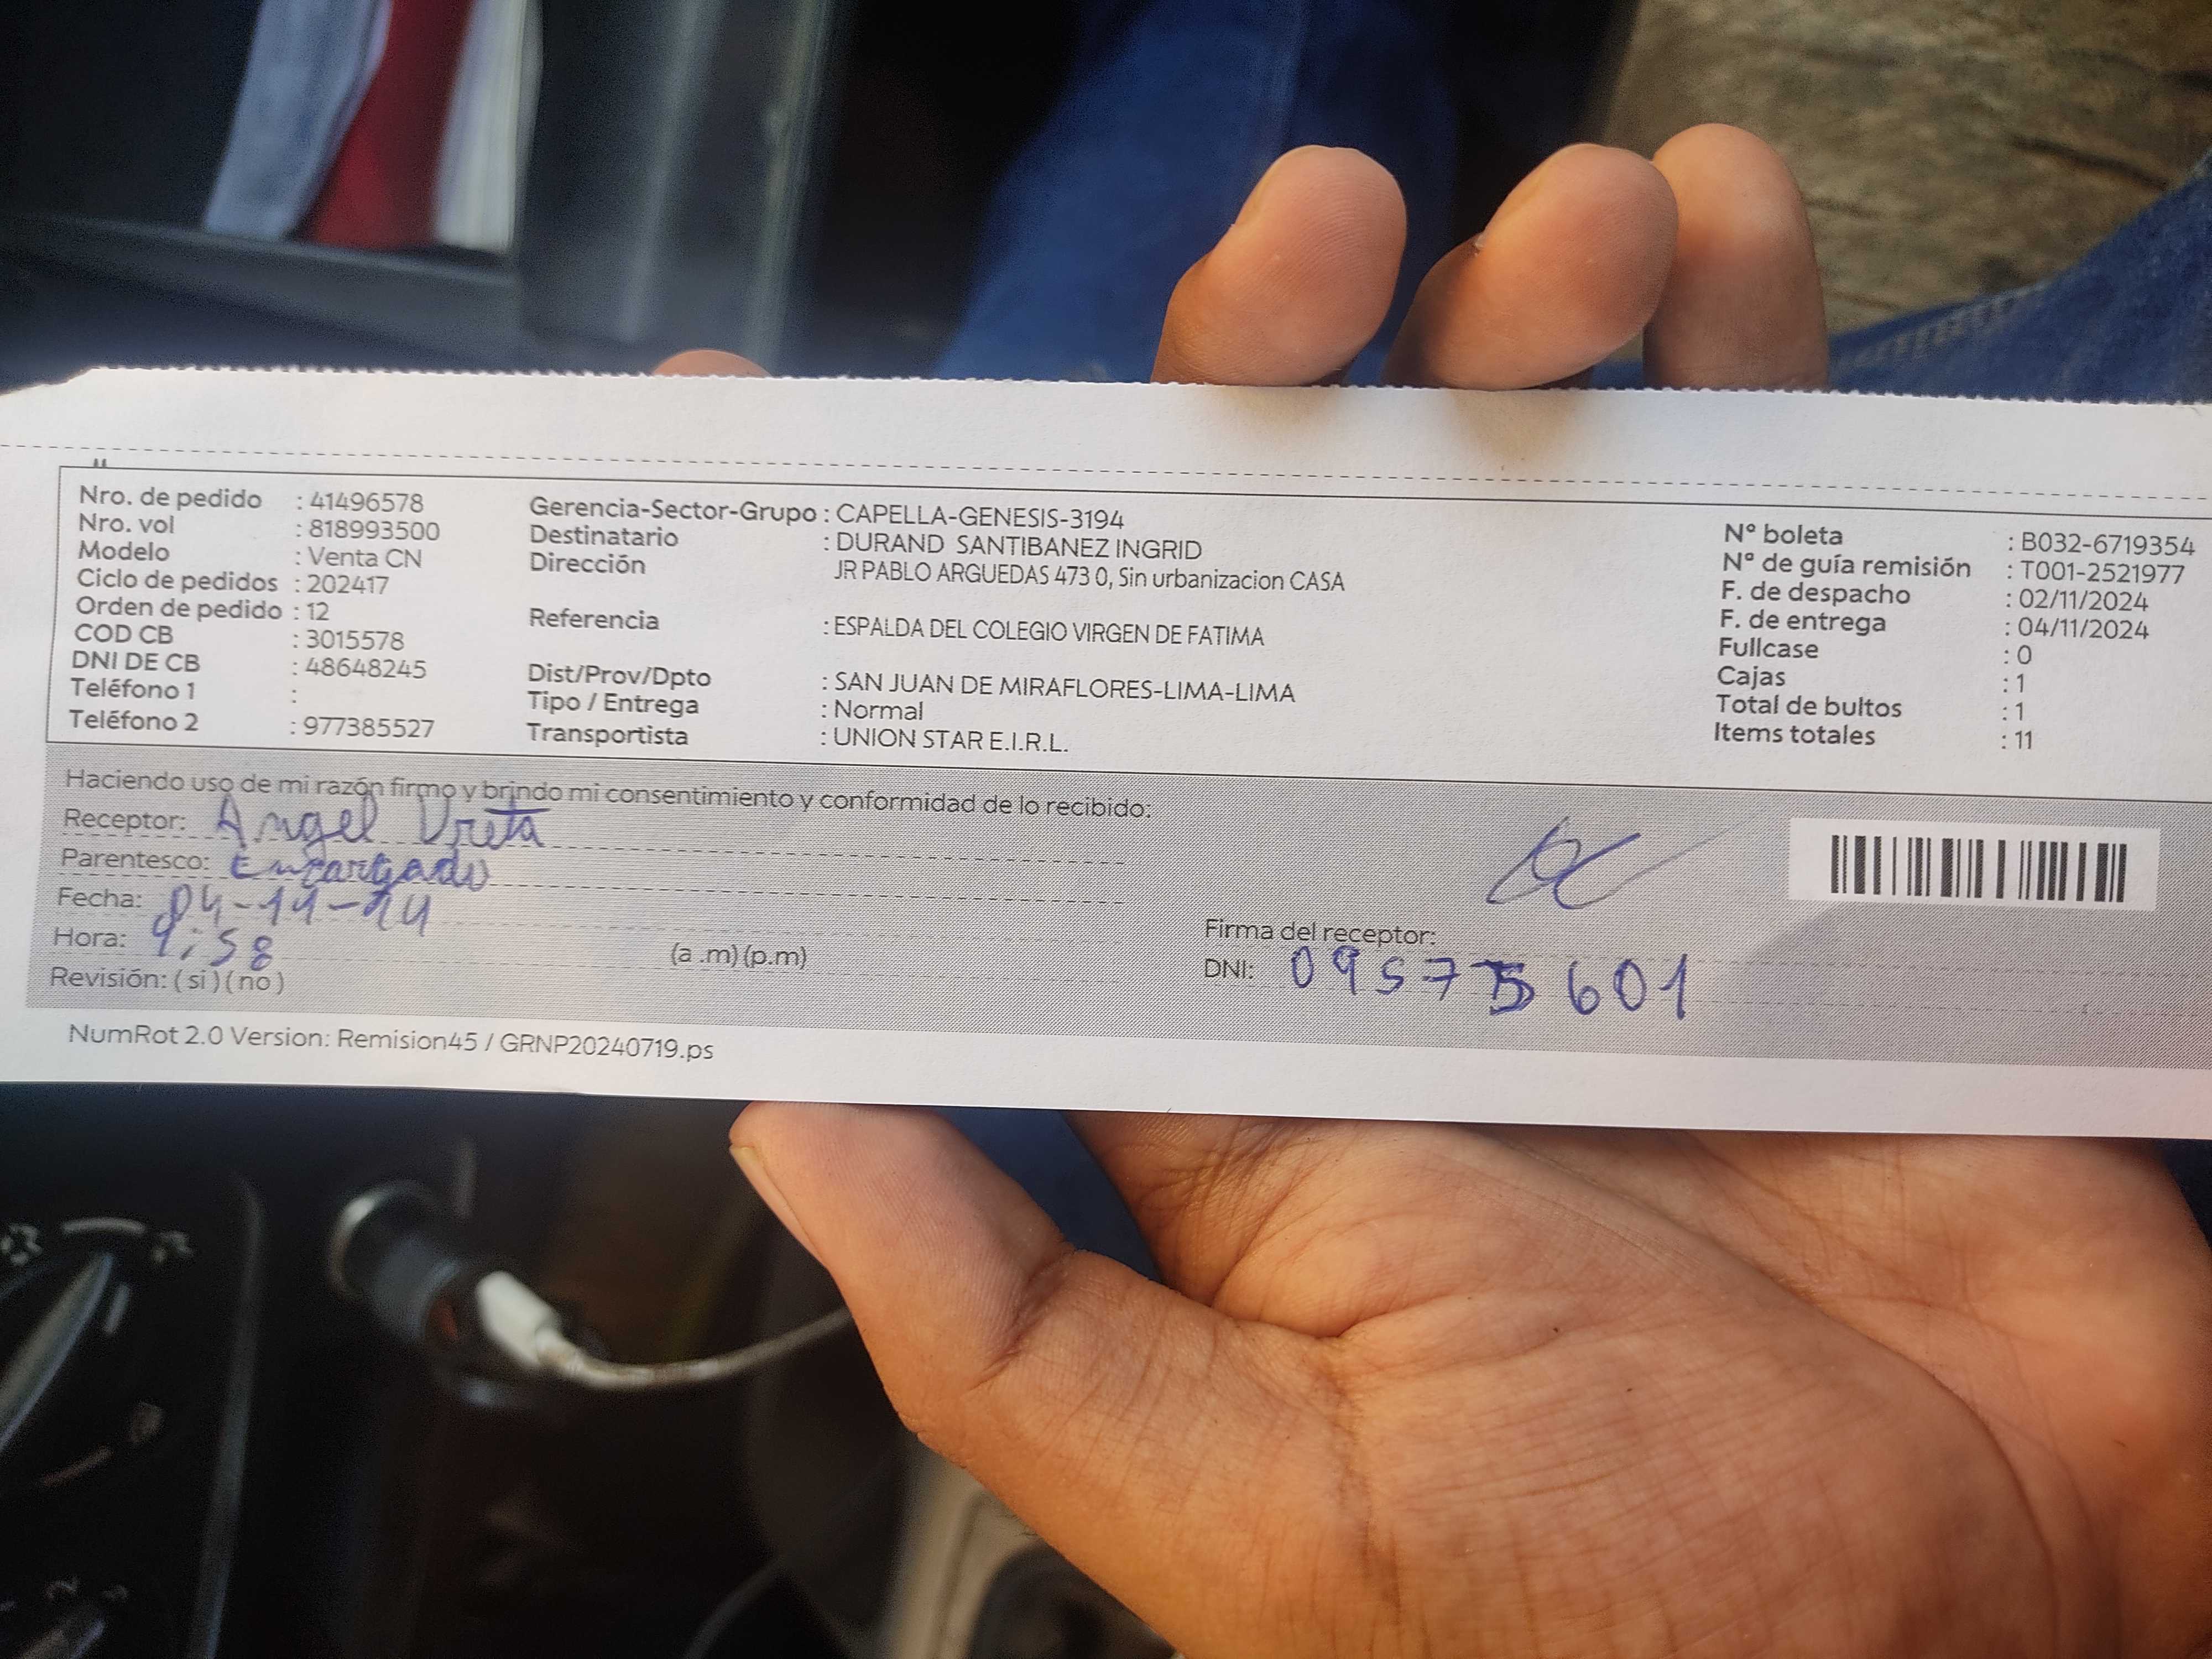 Nro. de pedido : 41496578
Nro. vol : 818993500
Modelo : Venta CN
Ciclo de pedidos : 202417
Orden de pedido : 12
COD CB : 3015578
DNI DE CB : 48648245
Teléfono 1 :
Teléfono 2 : 977385527
Gerencia-Sector-Grupo : CAPELLA-GENESIS-3194
Destinatario : DURAND SANTIBANEZ INGRID
Dirección JR PABLO ARGUEDAS 473 0, Sin urbanizacion CASA
Referencia : ESPALDA DEL COLEGIO VIRGEN DE FATIMA
Dist/Prov/Dpto : SAN JUAN DE MIRAFLORES-LIMA-LIMA
Tipo / Entrega : Normal
Transportista : UNION STAR E.I.R.L.
N° boleta : B032-6719354
N° de guía remisión : T001-2521977
F. de despacho : 02/11/2024
F. de entrega : 04/11/2024
Fullcase : 0
Cajas : 1
Total de bultos : 1
Items totales : 11
Haciendo uso de mi razón firmo y brindo mi consentimiento y conformidad de lo recibido:
Receptor: Angel Ureta
Parentesco: Encargado
Fecha:
Hora: 9:58 (a .m) (p.m)
Revisión: ( si ) ( no )
Firma del receptor:
DNI: 09575601
NumRot 2.0 Version: Remision45 / GRNP20240719.ps